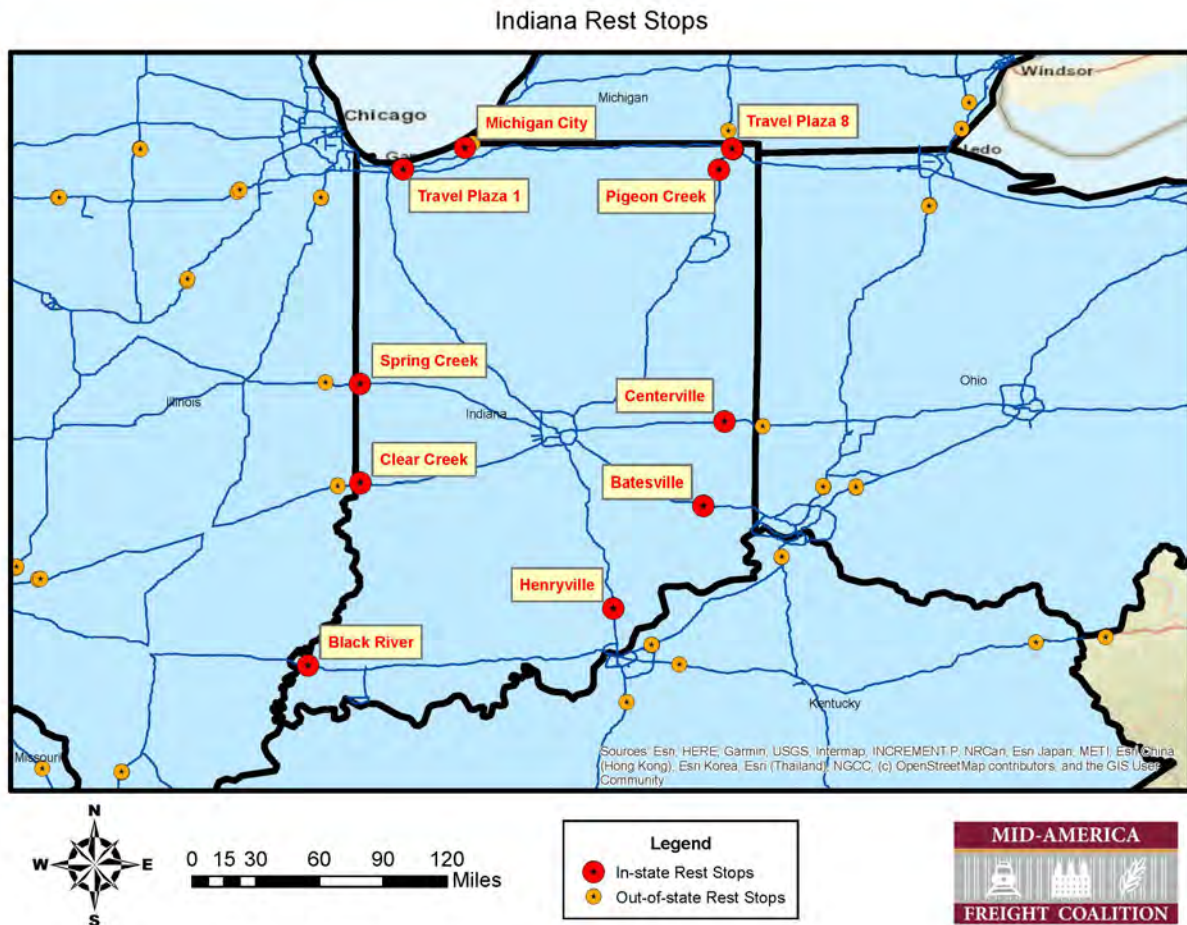 Indiana Rest Stops
Windsor
Michigan
Chicago
Michigan City
Travel Plaza 8
Ga
ledo
Travel Plaza 1
Pigeon Creek
Spring Creek
Ohio
Centerville
Illinois
Indiana
Clear Creek
Batesville
Henryville
Black River
Kentucky
Missouri
Sources: Esri, HERE, Garmin, USGS, Intermap, INCREMENT P, NRCan, Esri Japan, METI, Esri China
(Hong Kong), Esri Korea, Esri (Thailand), NGCC, (c) OpenStreetMap contributors, and the GIS User
Community
N
W E
S
0 15 30 60 90 120
Miles
Legend
In-state Rest Stops
Out-of-state Rest Stops
MID-AMERICA
FREIGHT COALITION